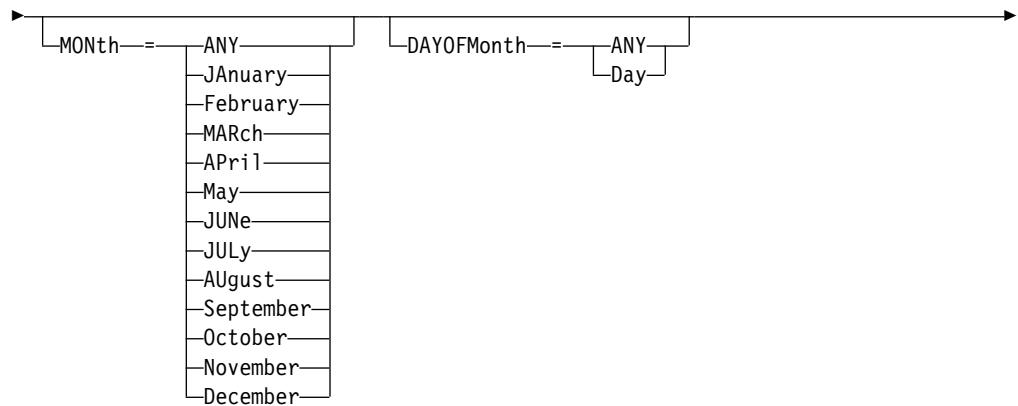 MONth = ANY DAYOFMonth = ANY
JAnuary Day
February
MARch
APril
May
JUNe
JULy
AUgust
September
October
November
December